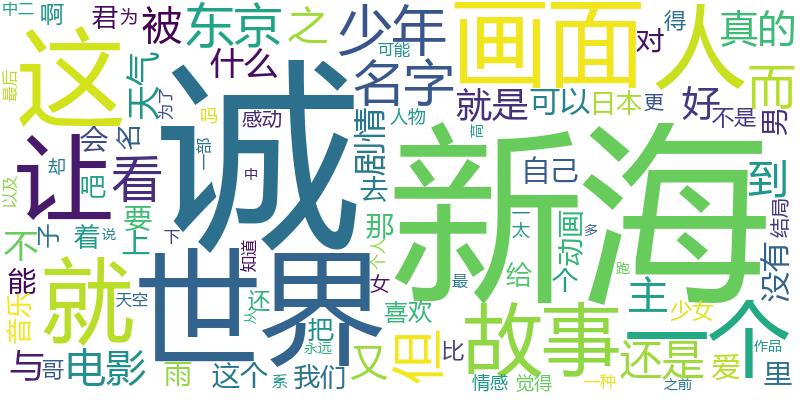 中二
啊
君
为
被
东京
之
少年
画面
人
对
得
真的
最后
这
天气
为了
什么
可能
名字
而
吗
感动
诚
新海
就是
可以
日本
更
好
不是
男
让
看
会
名
吧
却
一部
剧情
人物
高
中
去
自己
到
以及
不
子
着
说
要
上
下
知道
那
个人
一
太
个
动画
多
没有
结局
能
就
世界
女
最
给
跑
主
音乐
天空
还
从
把
永远
喜欢
但
故事
一个
少女
与
哥
电影
雨
这个
系
我们
又
比
情感
觉得
一种
还是
之前
爱
作品
里